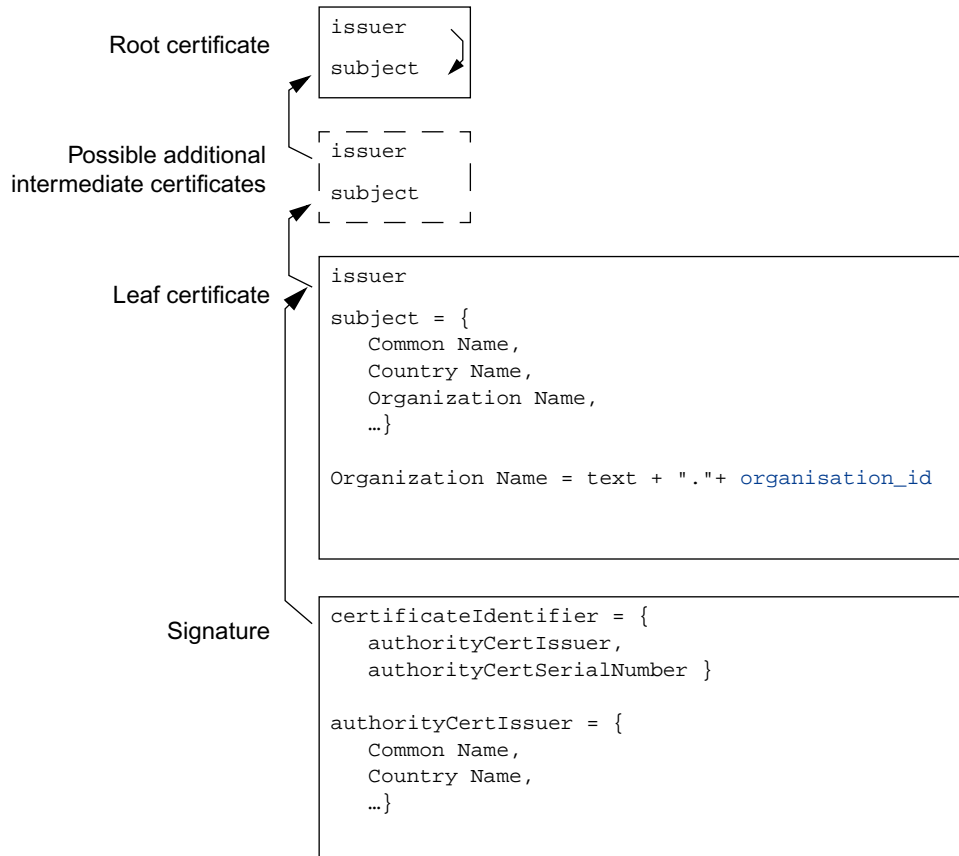 Root certificate
issuer
subject
Possible additional
intermediate certificates
issuer
subject
Leaf certificate
issuer
subject = {
Common Name,
Country Name,
Organization Name,
…}
Organization Name = text + "."+ organisation_id
Signature
certificateIdentifier = {
authorityCertIssuer,
authorityCertSerialNumber }
authorityCertIssuer = {
Common Name,
Country Name,
…}